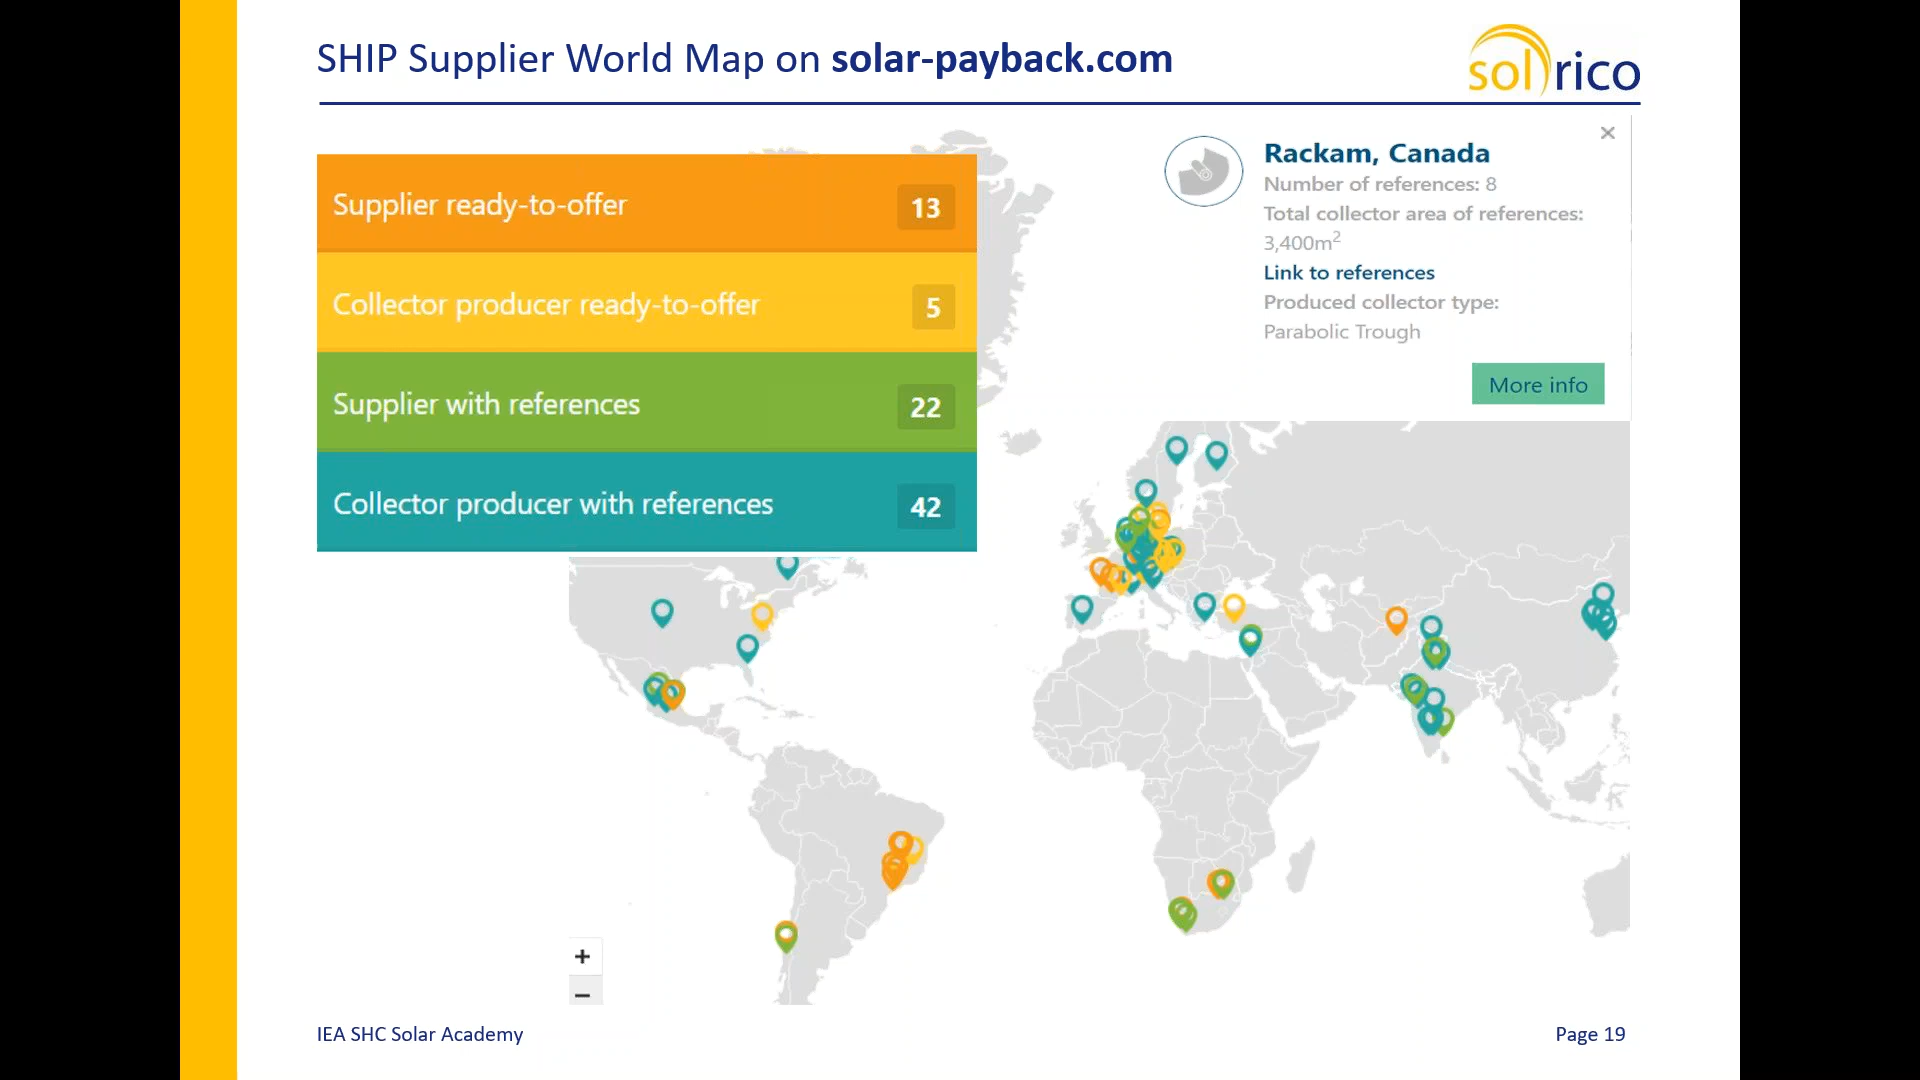 SHIP Supplier World Map on solar-payback.com
solrico
Supplier ready-to-offer 13
Collector producer ready-to-offer 5
Supplier with references 22
Collector producer with references 42
×
Rackam, Canada
Number of references: 8
Total collector area of references:
3,400m²
Link to references
Produced collector type:
Parabolic Trough
More info
+
−
IEA SHC Solar Academy
Page 19